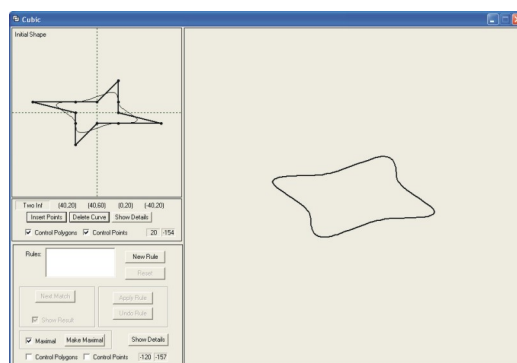 Cubic
Initial Shape
Two Inf (40,20) (40,60) (0,20) (-40,20)
Insert Points Delete Curve Show Details
Control Polygons Control Points 20 -154
Rules: New Rule
Reset
Next Match Apply Rule
Show Result Undo Rule
Maximal Make Maximal Show Details
Control Polygons Control Points -120 -157